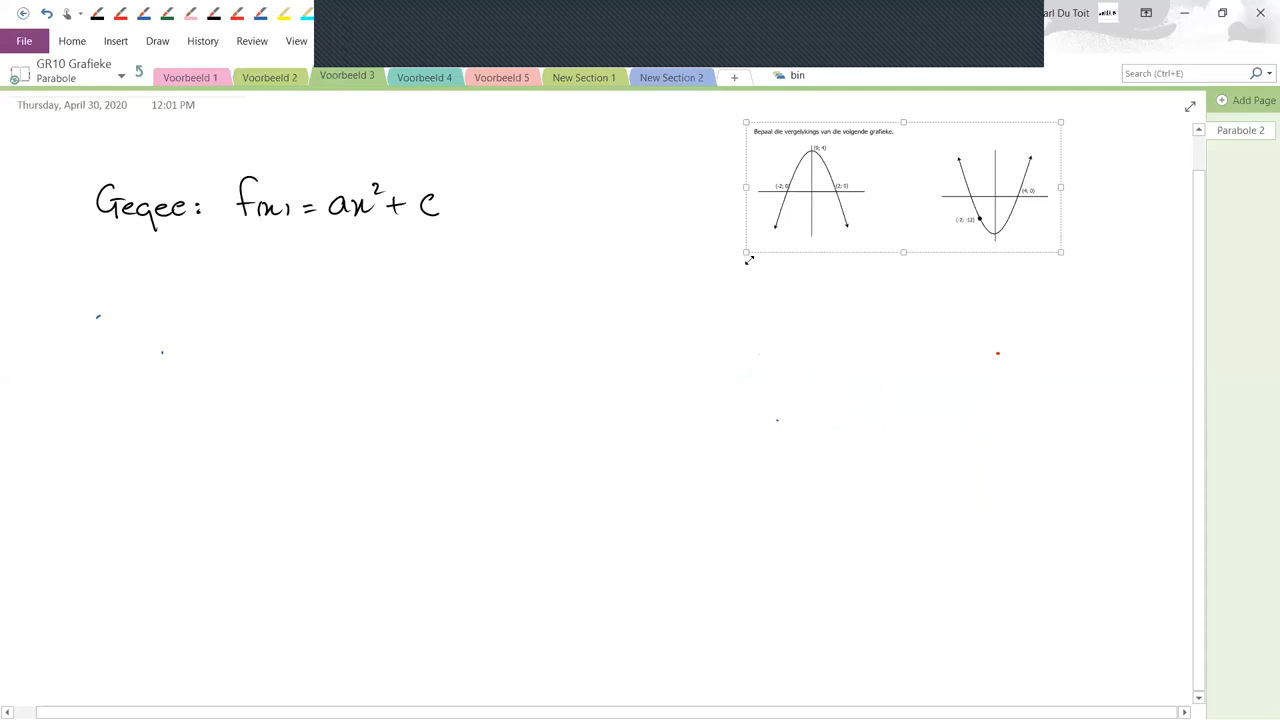 arl Du Toit
File Home Insert Draw History Review View
GR10 Grafieke
Parabole
Voorbeeld 1 Voorbeeld 2 Voorbeeld 3 Voorbeeld 4 Voorbeeld 5 New Section 1 New Section 2 + bin
Search (Ctrl+E)
Thursday, April 30, 2020 12:01 PM
Add Page
Parabole 2
Bepaal die vergelykings van die volgende grafieke.
(0; 4)
(-2; 0) (2; 0)
(4; 0)
(-2; -12)
Gegee: f(x) = ax² + c